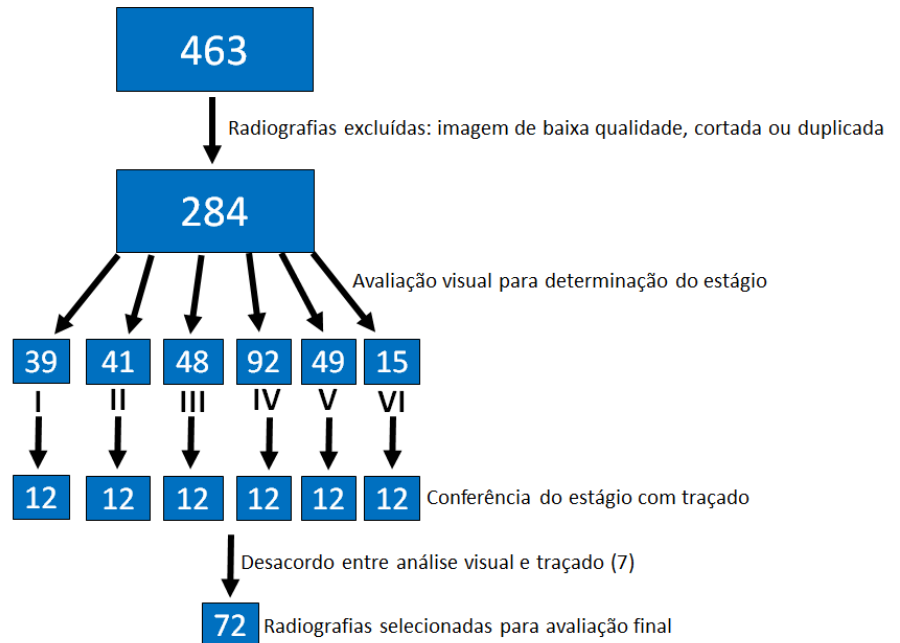 463
Radiografias excluídas: imagem de baixa qualidade, cortada ou duplicada
284
Avaliação visual para determinação do estágio
39 41 48 92 49 15
I II III IV V VI
12 12 12 12 12 12 Conferência do estágio com traçado
Desacordo entre análise visual e traçado (7)
72 Radiografias selecionadas para avaliação final